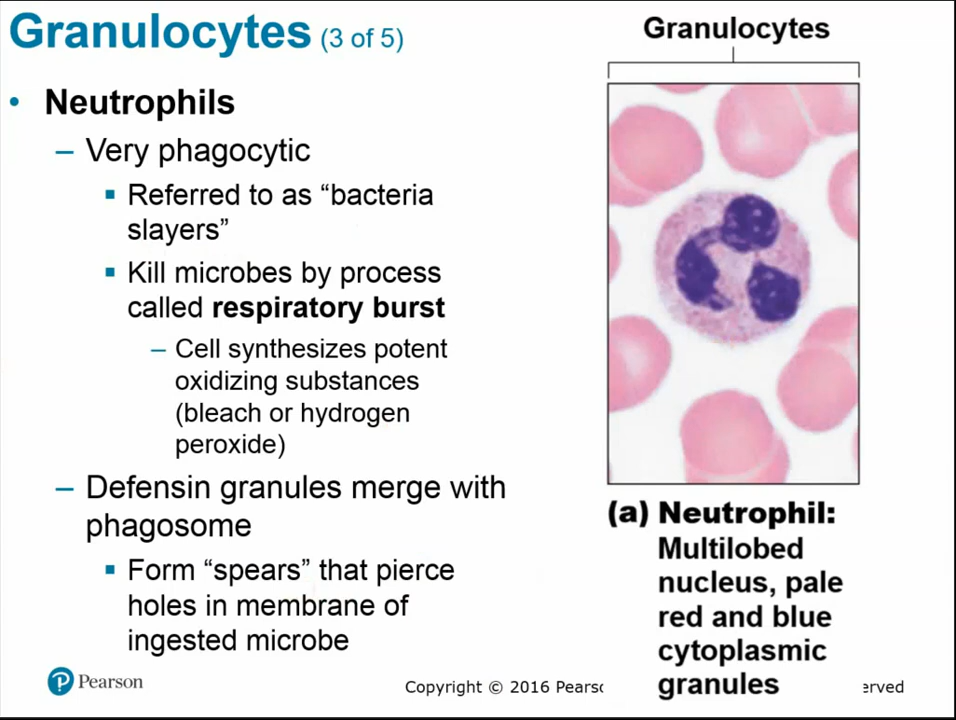 Granulocytes (3 of 5)
• Neutrophils
– Very phagocytic
▪ Referred to as “bacteria
slayers”
▪ Kill microbes by process
called respiratory burst
– Cell synthesizes potent
oxidizing substances
(bleach or hydrogen
peroxide)
– Defensin granules merge with
phagosome
▪ Form “spears” that pierce
holes in membrane of
ingested microbe
Granulocytes
(a) Neutrophil:
Multilobed
nucleus, pale
red and blue
cytoplasmic
granules
Pearson
Copyright © 2016